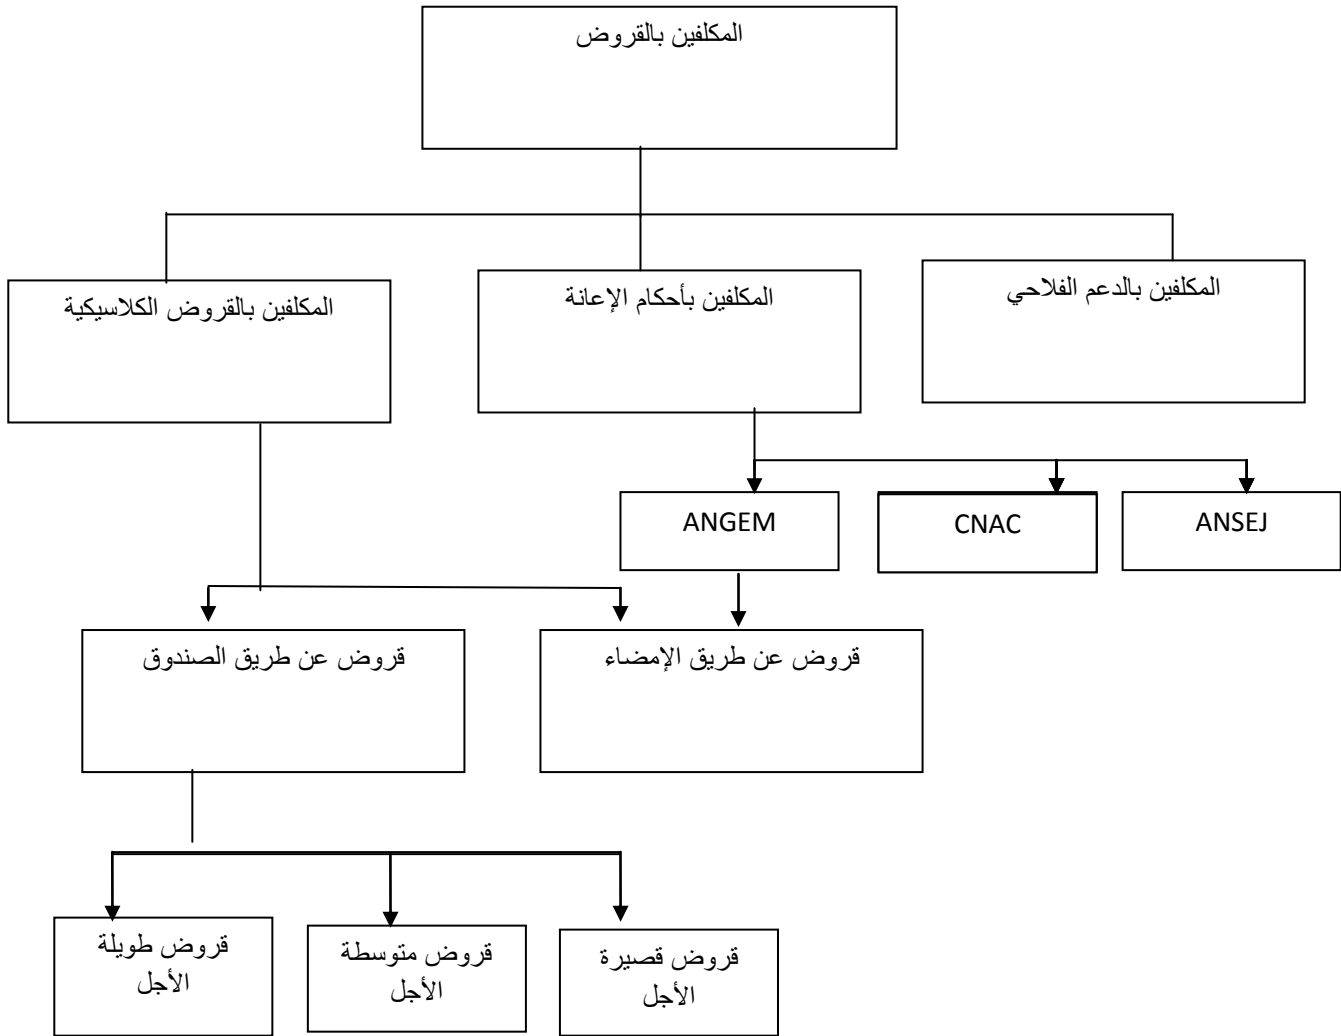 المكلفين بالقروض
المكلفين بالدعم الفلاحي
المكلفين بأحكام الإعانة
المكلفين بالقروض الكلاسيكية
ANSEJ
CNAC
ANGEM
قروض عن طريق الإمضاء
قروض عن طريق الصندوق
قروض قصيرة
الأجل
قروض متوسطة
الأجل
قروض طويلة
الأجل